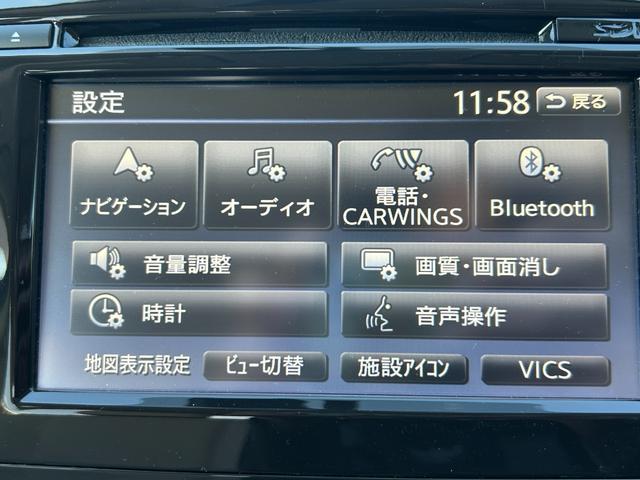 設定
11:58
戻る
ナビゲーション
オーディオ
電話・
CARWINGS
Bluetooth
音量調整
画質・画面消し
時計
音声操作
地図表示設定
ビュー切替
施設アイコン
VICS